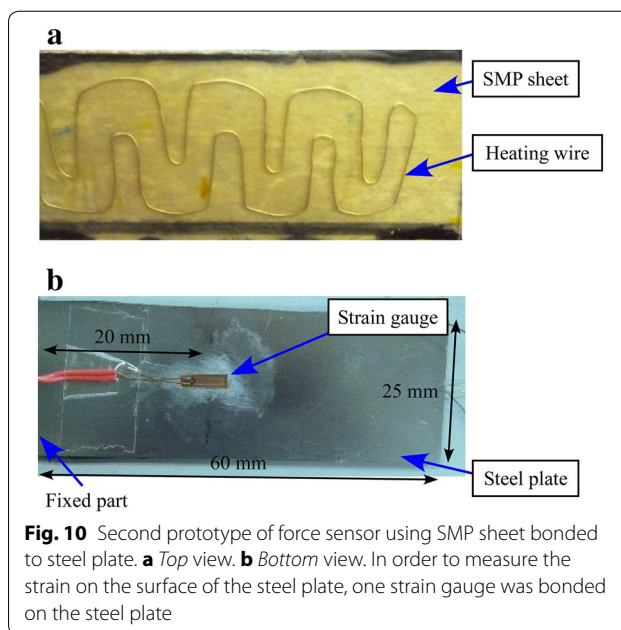 a
SMP sheet
Heating wire
b
20 mm
Strain gauge
25 mm
60 mm
Steel plate
Fixed part
Fig. 10 Second prototype of force sensor using SMP sheet bonded
to steel plate. a Top view. b Bottom view. In order to measure the
strain on the surface of the steel plate, one strain gauge was bonded
on the steel plate